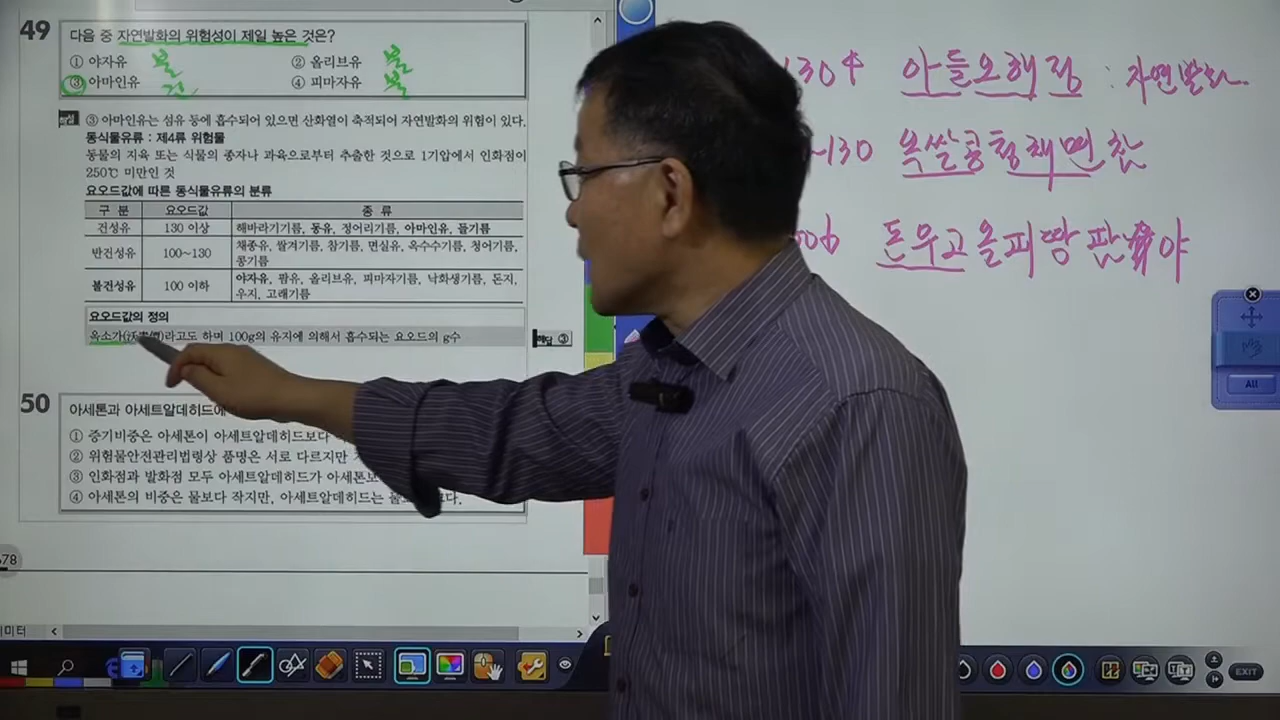 49
다음 중 자연발화의 위험성이 제일 높은 것은?
① 야자유 불 ② 올리브유 불
③ 아마인유 건 ④ 피마자유 불
해설 ③ 아마인유는 섬유 등에 흡수되어 있으면 산화열이 축적되어 자연발화의 위험이 있다.
동식물유류 : 제4류 위험물
동물의 지육 또는 식물의 종자나 과육으로부터 추출한 것으로 1기압에서 인화점이
250℃ 미만인 것
요오드값에 따른 동식물유류의 분류
구 분 요오드값 종 류
건성유 130 이상 해바라기기름, 동유, 정어리기름, 아마인유, 들기름
반건성유 100~130 채종유, 쌀겨기름, 참기름, 면실유, 옥수수기름, 청어기름,
콩기름
불건성유 100 이하 야자유, 팜유, 올리브유, 피마자기름, 낙화생기름, 돈지,
우지, 고래기름
요오드값의 정의
옥소가(沃素價)라고도 하며 100g의 유지에 의해서 흡수되는 요오드의 g수
해답 ③
50
아세톤과 아세트알데히드에
① 증기비중은 아세톤이 아세트알데히드보다
② 위험물안전관리법령상 품명은 서로 다르지만
③ 인화점과 발화점 모두 아세트알데히드가 아세톤보
④ 아세톤의 비중은 물보다 작지만, 아세트알데히드는 물
678
미터
130 아들오해정 : 자연발화
~130 옥쌀콩청채면참
돈우고올피땅팜 야
All
EXIT